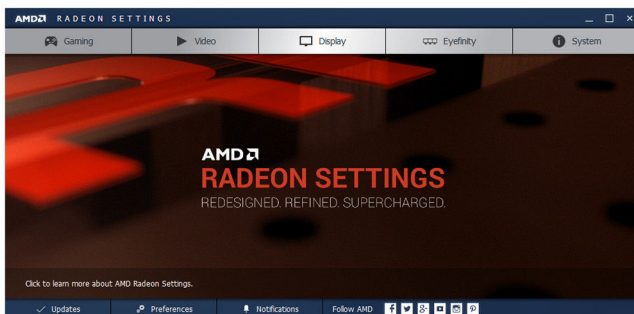 AMD RADEON SETTINGS
Gaming
Video
Display
Eyefinity
System
AMD
RADEON SETTINGS
REDESIGNED. REFINED. SUPERCHARGED.
Click to learn more about AMD Radeon Settings.
Updates
Preferences
Notifications
Follow AMD